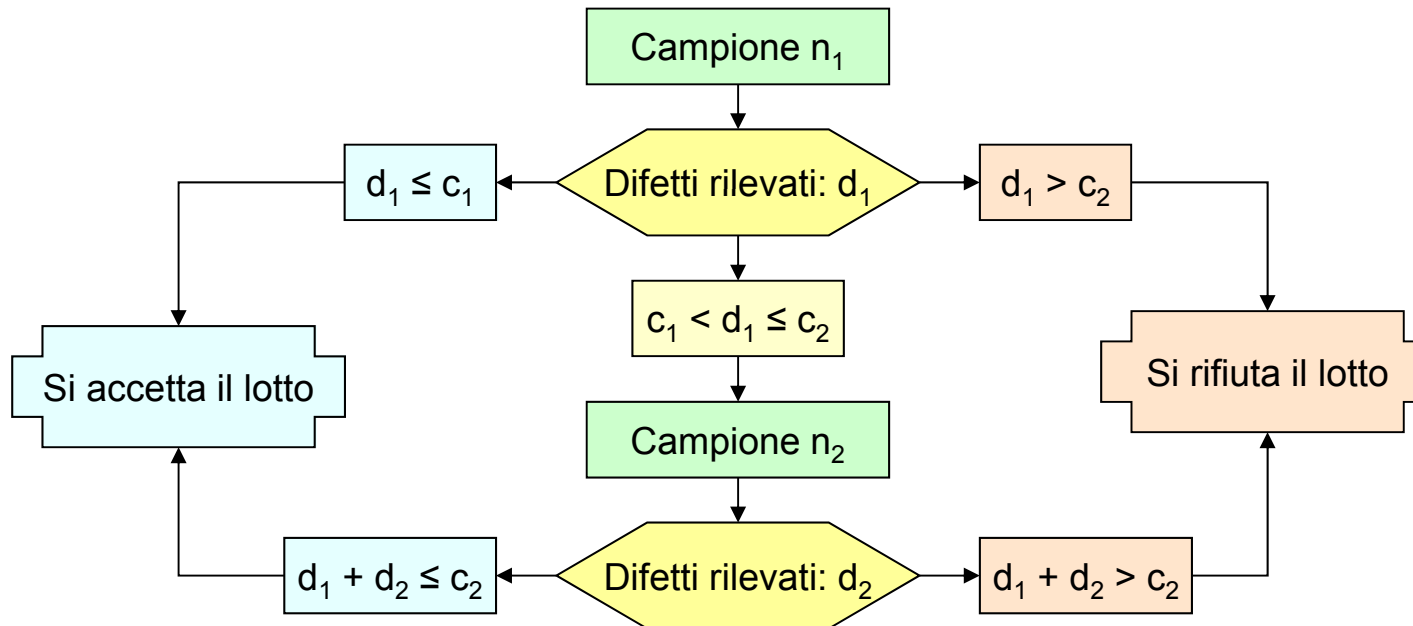 Campione n₁
d₁ ≤ c₁
Difetti rilevati: d₁
d₁ > c₂
c₁ < d₁ ≤ c₂
Si accetta il lotto
Si rifiuta il lotto
Campione n₂
d₁ + d₂ ≤ c₂
Difetti rilevati: d₂
d₁ + d₂ > c₂